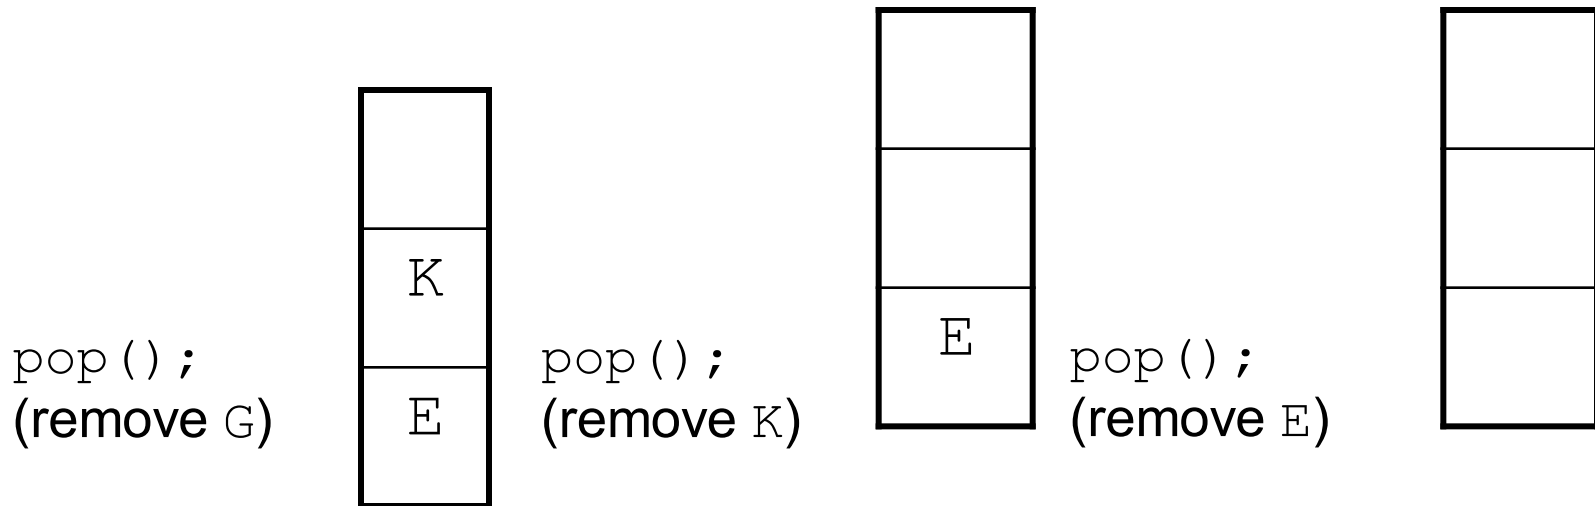 K
E
pop();
(remove G)
pop();
(remove K)
E
pop();
(remove E)